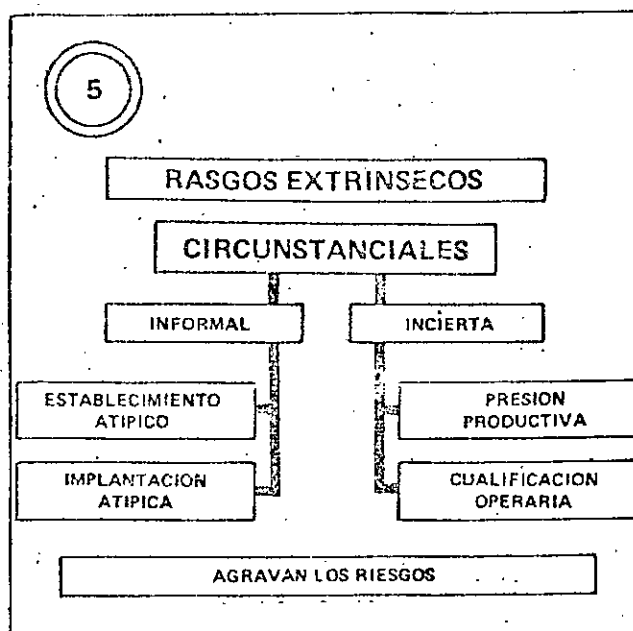 5
RASGOS EXTRINSECOS
CIRCUNSTANCIALES
INFORMAL
INCIERTA
ESTABLECIMIENTO
ATIPICO
PRESION
PRODUCTIVA
IMPLANTACION
ATIPICA
CUALIFICACION
OPERARIA
AGRAVAN LOS RIESGOS